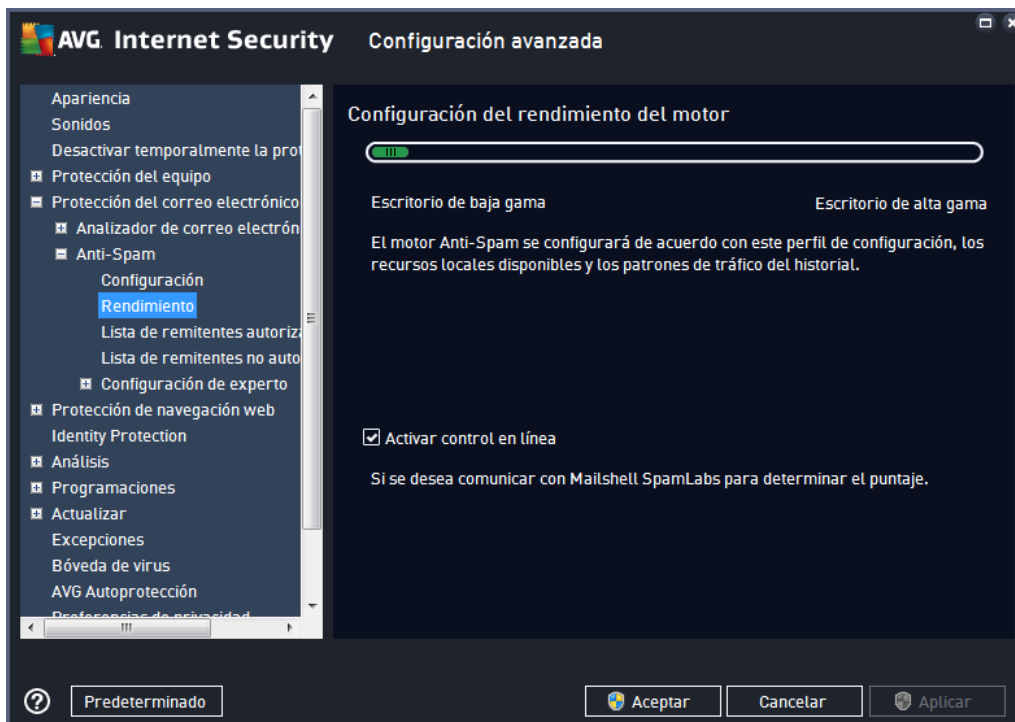 AVG. Internet Security
Configuración avanzada
Apariencia
Sonidos
Desactivar temporalmente la prot
Protección del equipo
Protección del correo electrónico
Analizador de correo electrón
Anti-Spam
Configuración
Rendimiento
Lista de remitentes autoriza
Lista de remitentes no auto
Configuración de experto
Protección de navegación web
Identity Protection
Análisis
Programaciones
Actualizar
Excepciones
Bóveda de virus
AVG Autoprotección
Preferencias de privacidad
Configuración del rendimiento del motor
Escritorio de baja gama
Escritorio de alta gama
El motor Anti-Spam se configurará de acuerdo con este perfil de configuración, los
recursos locales disponibles y los patrones de tráfico del historial.
Activar control en línea
Si se desea comunicar con Mailshell SpamLabs para determinar el puntaje.
Predeterminado
Aceptar
Cancelar
Aplicar